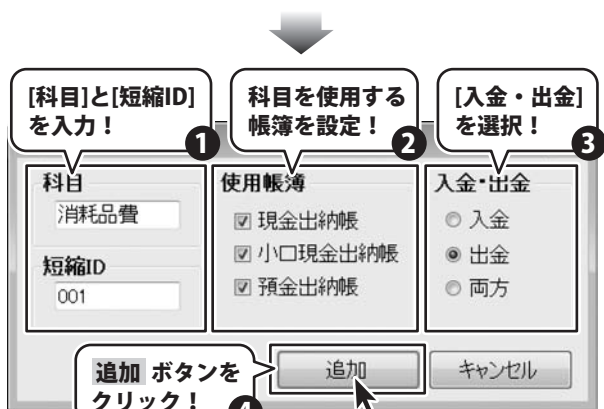 [科目]と[短縮ID]
を入力！
1
科目を使用する
帳簿を設定！
2
[入金・出金]
を選択！
3
科目
消耗品費
短縮ID
001
使用帳簿
現金出納帳
小口現金出納帳
預金出納帳
入金・出金
入金
出金
両方
追加 ボタンを
クリック！
4
追加
キャンセル